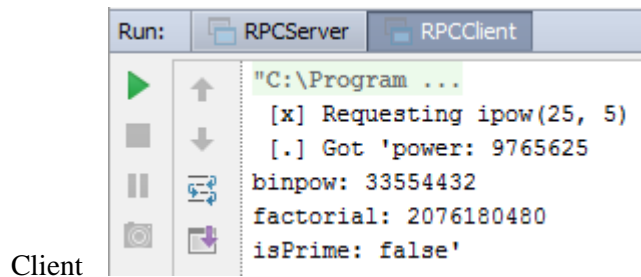 Run: RPCServer RPCClient
"C:\Program ...
[x] Requesting ipow(25, 5)
[.] Got 'power: 9765625
binpow: 33554432
factorial: 2076180480
isPrime: false'
Client